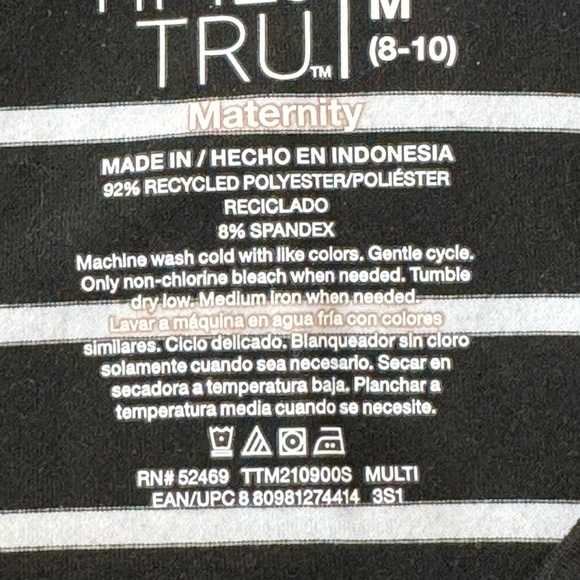 TRU™
M
(8-10)
Maternity
MADE IN / HECHO EN INDONESIA
92% RECYCLED POLYESTER/POLIÉSTER
RECICLADO
8% SPANDEX
Machine wash cold with like colors. Gentle cycle.
Only non-chlorine bleach when needed. Tumble
dry low. Medium iron when needed.
Lavar a máquina en agua fría con colores
similares. Ciclo delicado. Blanqueador sin cloro
solamente cuando sea necesario. Secar en
secadora a temperatura baja. Planchar a
temperatura media cuando se necesite.
RN# 52469 TTM210900S MULTI
EAN/UPC 8 80981274414 3S1